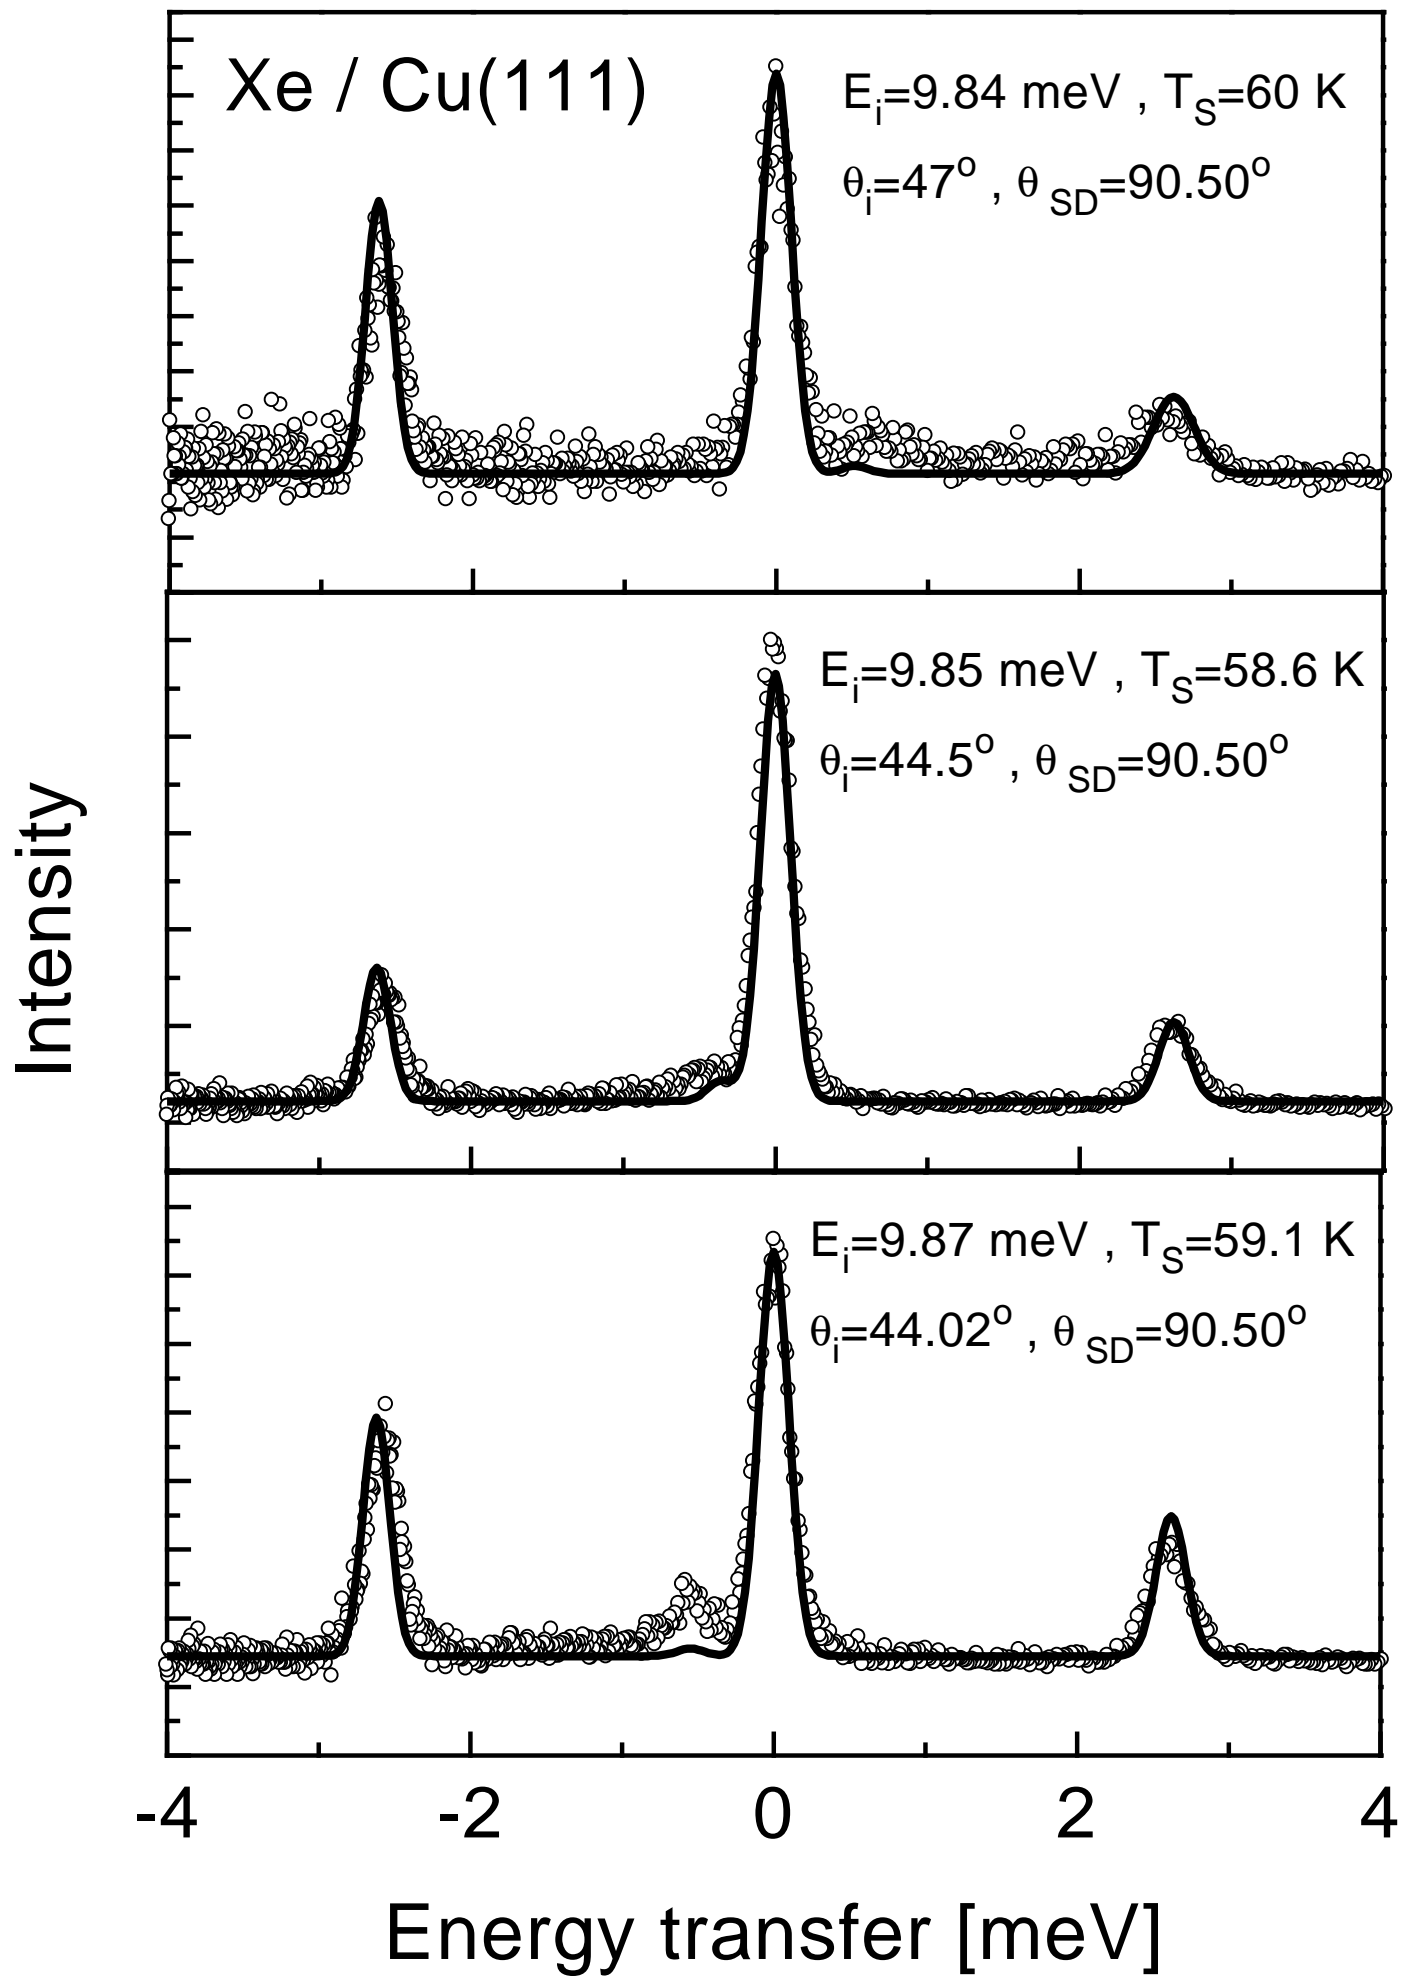 Xe / Cu(111)
E_i=9.84 meV , T_S=60 K
θ_i=47° , θ_SD=90.50°
E_i=9.85 meV , T_S=58.6 K
θ_i=44.5° , θ_SD=90.50°
E_i=9.87 meV , T_S=59.1 K
θ_i=44.02° , θ_SD=90.50°
Intensity
-4 -2 0 2 4
Energy transfer [meV]